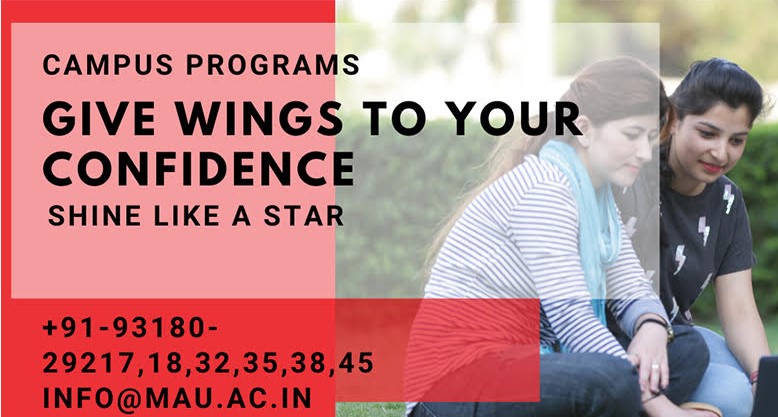 CAMPUS PROGRAMS
GIVE WINGS TO YOUR
CONFIDENCE
SHINE LIKE A STAR
+91-93180-
29217,18,32,35,38,45
INFO@MAU.AC.IN